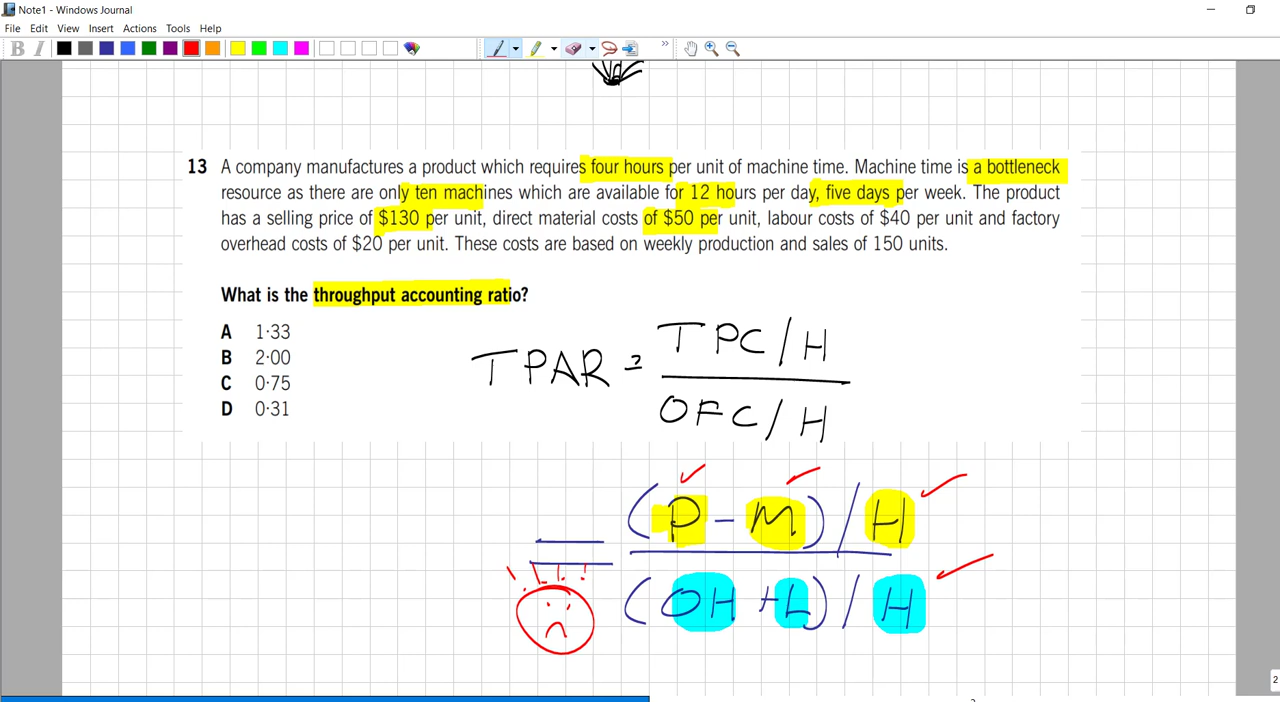 Note1 - Windows Journal
File Edit View Insert Actions Tools Help
B I
13 A company manufactures a product which requires four hours per unit of machine time. Machine time is a bottleneck
resource as there are only ten machines which are available for 12 hours per day, five days per week. The product
has a selling price of $130 per unit, direct material costs of $50 per unit, labour costs of $40 per unit and factory
overhead costs of $20 per unit. These costs are based on weekly production and sales of 150 units.
What is the throughput accounting ratio?
A 1·33
B 2·00
C 0·75
D 0·31
TPAR = TPC/H
OFC/H
= (P - M) / H
(OH + L) / H
2